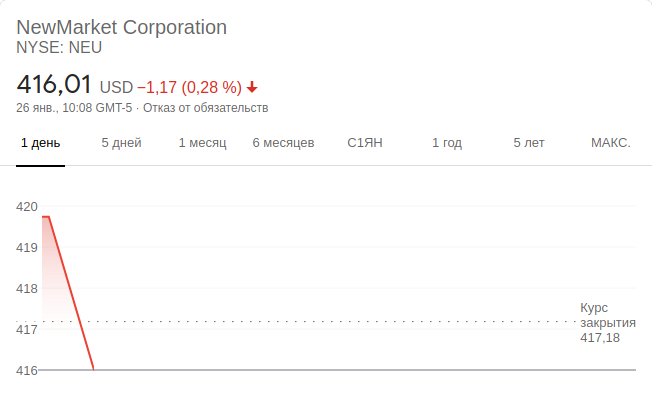 NewMarket Corporation
NYSE: NEU
416,01 USD −1,17 (0,28 %)
26 янв., 10:08 GMT-5 · Отказ от обязательств
1 день 5 дней 1 месяц 6 месяцев С1ЯН 1 год 5 лет МАКС.
420
419
418
417
416
Курс
закрытия
417,18